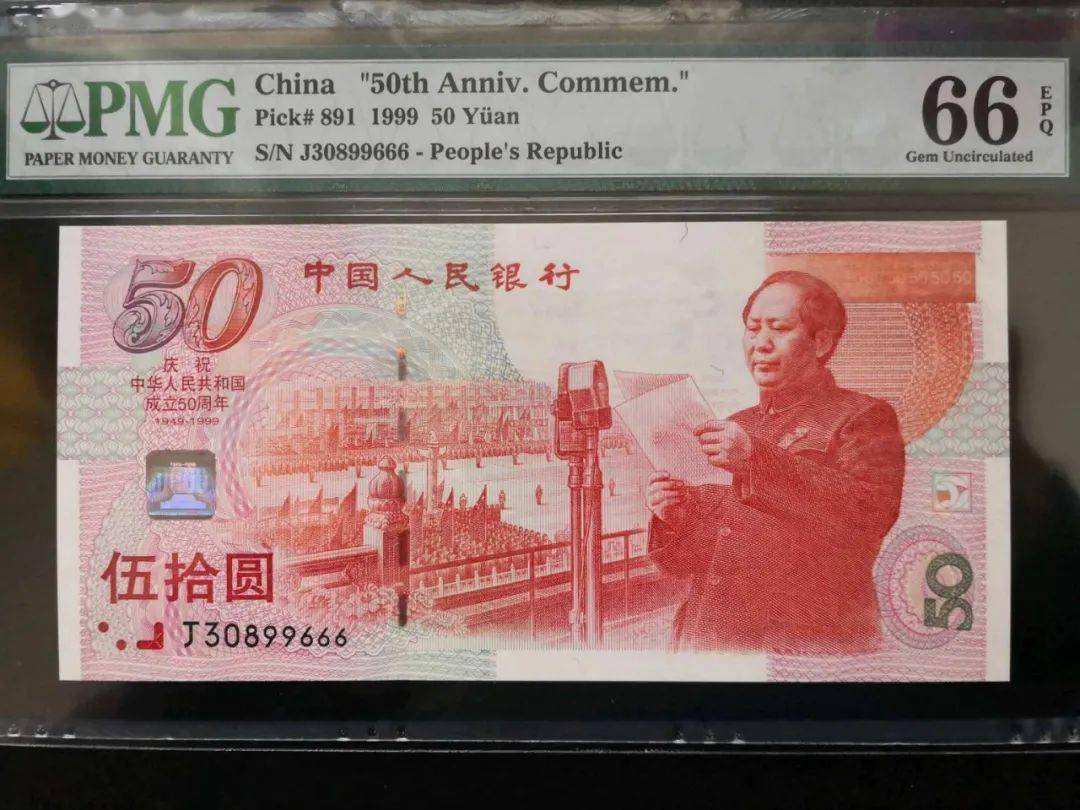 PMG
PAPER MONEY GUARANTY
China "50th Anniv. Commem."
Pick# 891 1999 50 Yüan
S/N J30899666 - People's Republic
66
EPQ
Gem Uncirculated
50
中国人民银行
庆祝
中华人民共和国
成立50周年
1949-1999
伍拾圆
J30899666
50